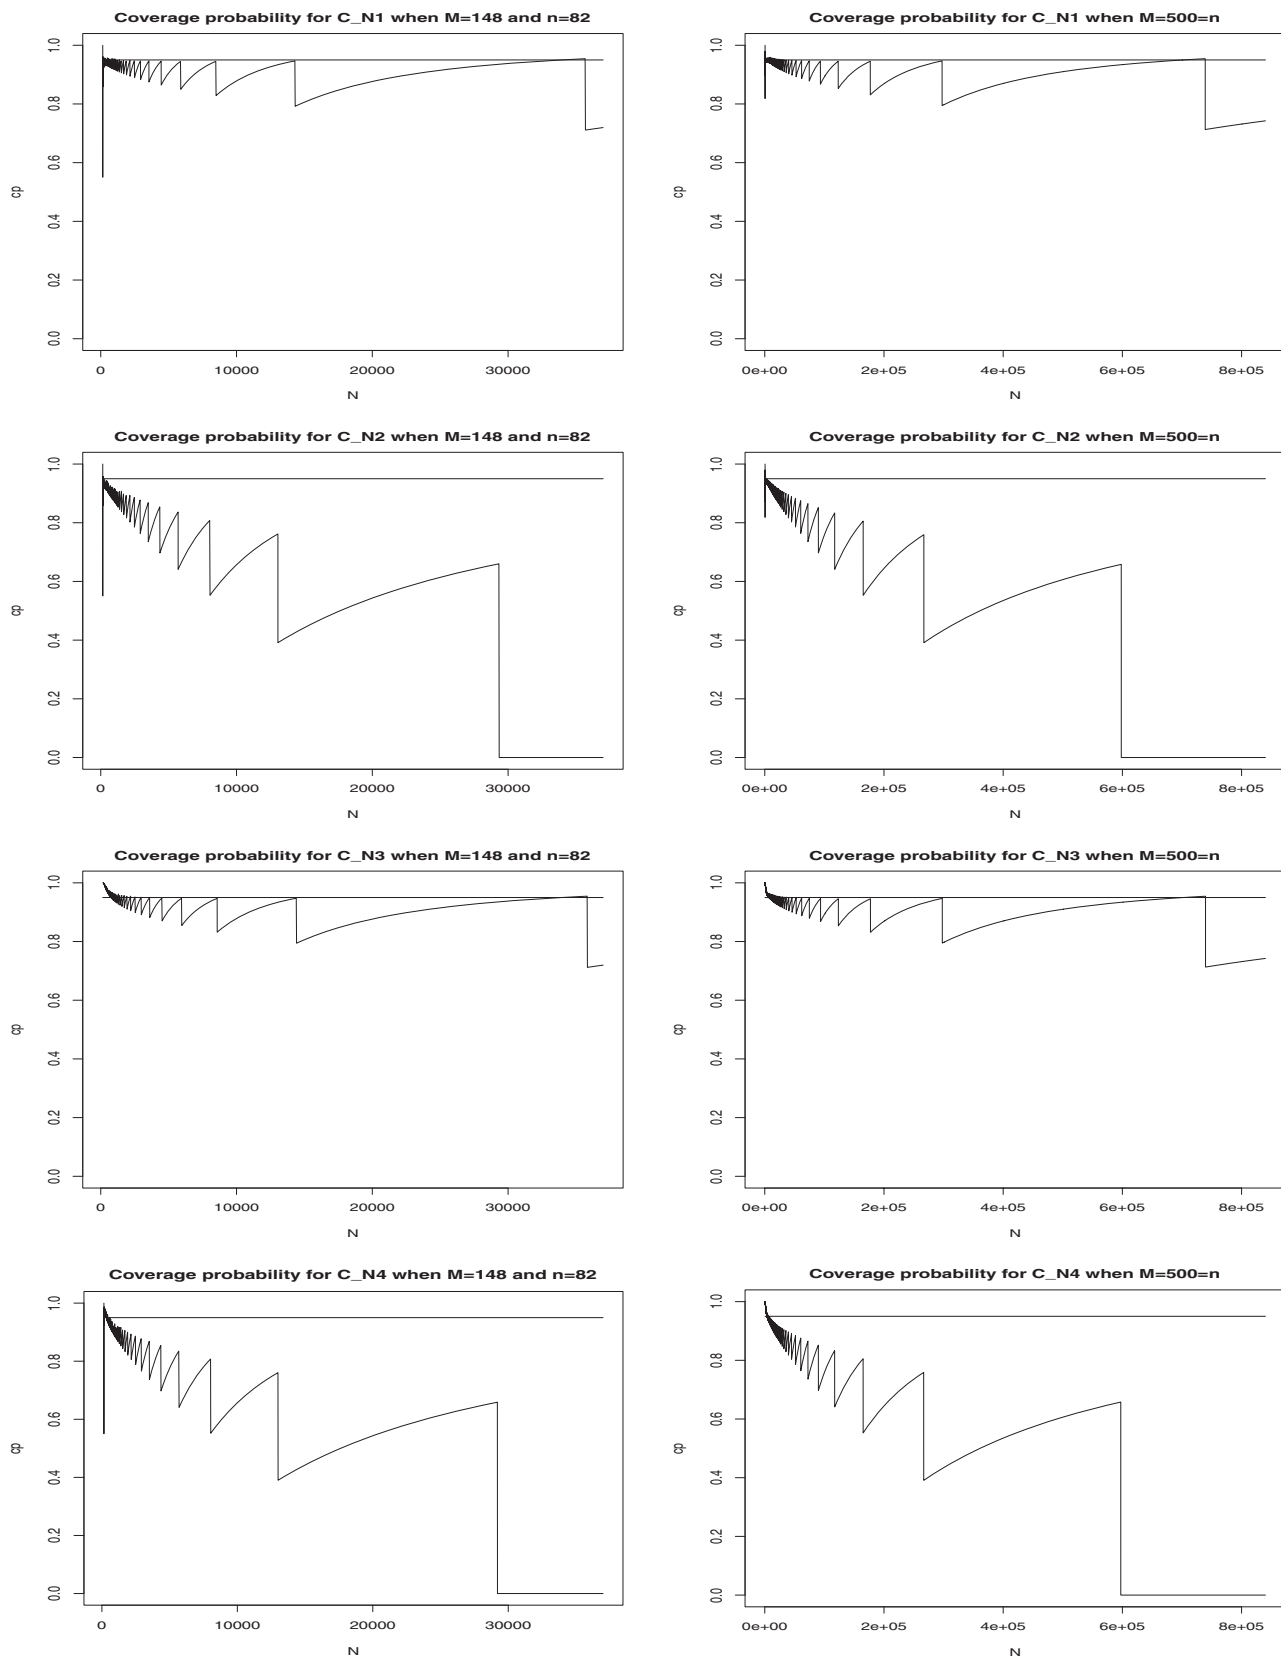 Coverage probability for C_N1 when M=148 and n=82
cp
1.0
0.8
0.6
0.4
0.2
0.0
0 10000 20000 30000
N
Coverage probability for C_N1 when M=500=n
cp
1.0
0.8
0.6
0.4
0.2
0.0
0e+00 2e+05 4e+05 6e+05 8e+05
N
Coverage probability for C_N2 when M=148 and n=82
cp
1.0
0.8
0.6
0.4
0.2
0.0
0 10000 20000 30000
N
Coverage probability for C_N2 when M=500=n
cp
1.0
0.8
0.6
0.4
0.2
0.0
0e+00 2e+05 4e+05 6e+05 8e+05
N
Coverage probability for C_N3 when M=148 and n=82
cp
1.0
0.8
0.6
0.4
0.2
0.0
0 10000 20000 30000
N
Coverage probability for C_N3 when M=500=n
cp
1.0
0.8
0.6
0.4
0.2
0.0
0e+00 2e+05 4e+05 6e+05 8e+05
N
Coverage probability for C_N4 when M=148 and n=82
cp
1.0
0.8
0.6
0.4
0.2
0.0
0 10000 20000 30000
N
Coverage probability for C_N4 when M=500=n
cp
1.0
0.8
0.6
0.4
0.2
0.0
0e+00 2e+05 4e+05 6e+05 8e+05
N